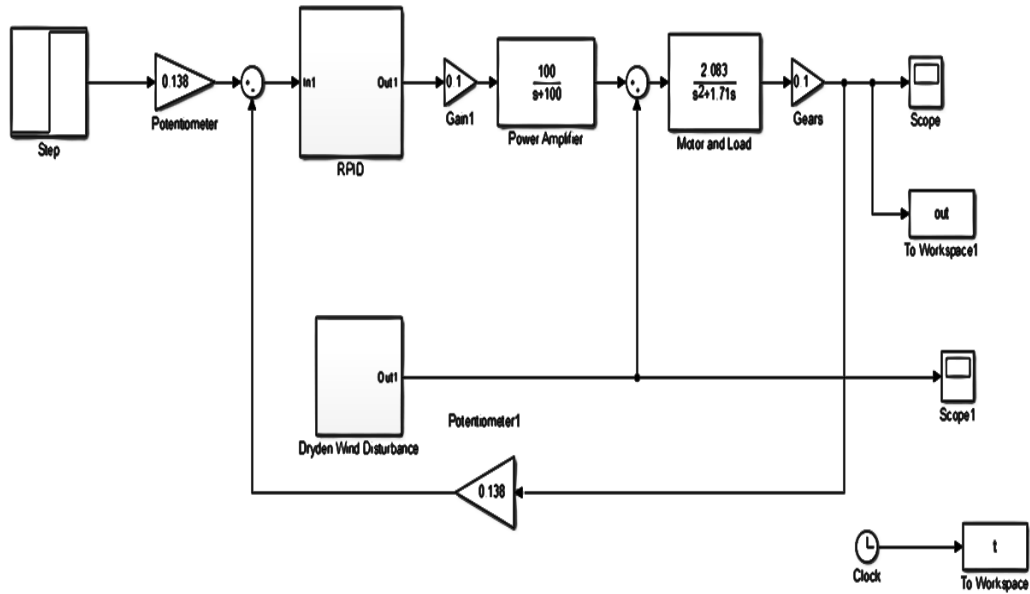 Step
0.138
Potentiometer
In1
Out1
RPID
0.1
Gain1
100
s+100
Power Amplifier
2.083
s2+1.71s
Motor and Load
0.1
Gears
Scope
out
To Workspace1
Out1
Dryden Wind Disturbance
Potentiometer1
0.138
Scope1
Clock
t
To Workspace